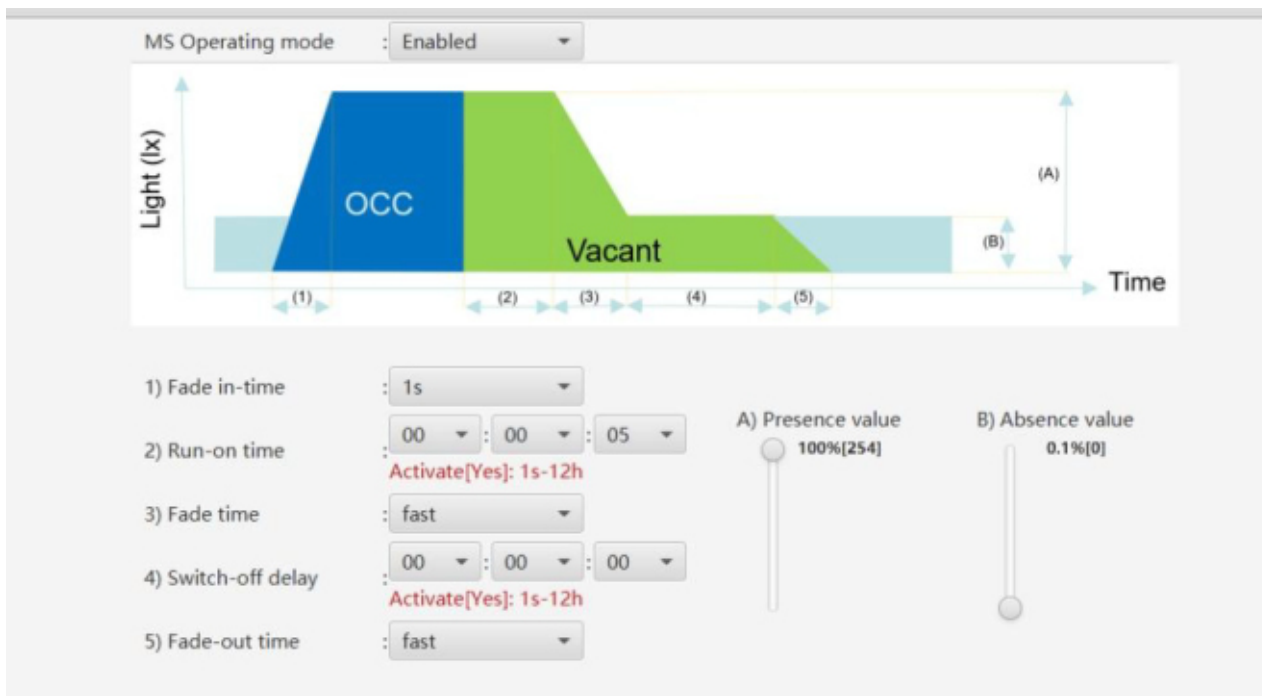 MS Operating mode : Enabled
Light (lx)
OCC
Vacant
(A)
(B)
Time
(1) (2) (3) (4) (5)
1) Fade in-time : 1s
2) Run-on time : 00 : 00 : 05
Activate[Yes]: 1s-12h
3) Fade time : fast
4) Switch-off delay : 00 : 00 : 00
Activate[Yes]: 1s-12h
5) Fade-out time : fast
A) Presence value
100%[254]
B) Absence value
0.1%[0]